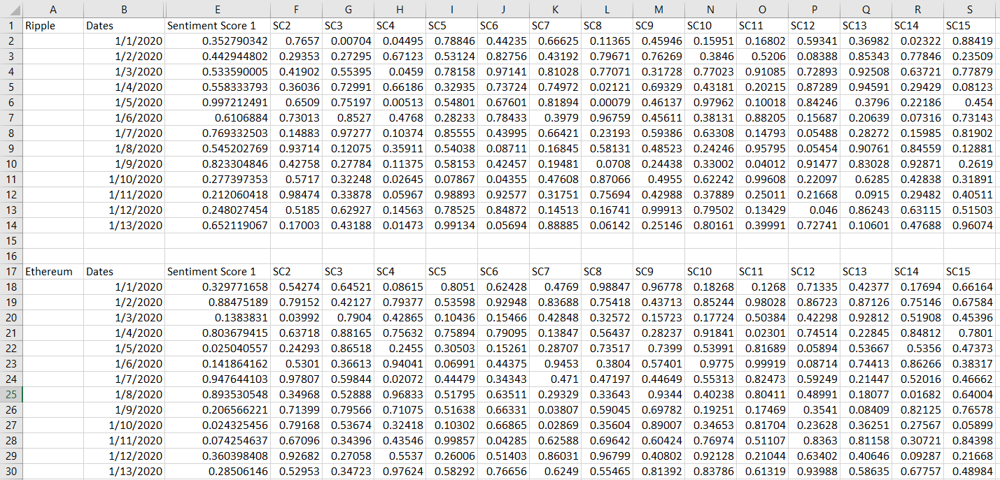 A B E F G H I J K L M N O P Q R S
1 Ripple Dates Sentiment Score 1 SC2 SC3 SC4 SC5 SC6 SC7 SC8 SC9 SC10 SC11 SC12 SC13 SC14 SC15
2 1/1/2020 0.352790342 0.7657 0.00704 0.04495 0.78846 0.44235 0.66625 0.11365 0.45946 0.15951 0.16802 0.59341 0.36982 0.02322 0.88419
3 1/2/2020 0.442944802 0.29353 0.27295 0.67123 0.53124 0.82756 0.43192 0.79671 0.76269 0.3846 0.5206 0.08388 0.85343 0.77846 0.23509
4 1/3/2020 0.533590005 0.41902 0.55395 0.0459 0.78158 0.97141 0.81028 0.77071 0.31728 0.77023 0.91085 0.72893 0.92508 0.63721 0.77879
5 1/4/2020 0.558333793 0.36036 0.72991 0.66186 0.32935 0.73724 0.74972 0.02121 0.69329 0.43181 0.20215 0.87289 0.94591 0.29429 0.08123
6 1/5/2020 0.997212491 0.6509 0.75197 0.00513 0.54801 0.67601 0.81894 0.00079 0.46137 0.97962 0.10018 0.84246 0.3796 0.22186 0.454
7 1/6/2020 0.6106884 0.73013 0.8527 0.4768 0.28233 0.78433 0.3979 0.96759 0.45611 0.38131 0.88205 0.15687 0.20639 0.07316 0.73143
8 1/7/2020 0.769332503 0.14883 0.97277 0.10374 0.85555 0.43995 0.66421 0.23193 0.59386 0.63308 0.14793 0.05488 0.28272 0.15985 0.81902
9 1/8/2020 0.545202769 0.93714 0.12075 0.35911 0.54038 0.08711 0.16845 0.58131 0.48523 0.24246 0.95795 0.05454 0.90761 0.84559 0.12881
10 1/9/2020 0.823304846 0.42758 0.27784 0.11375 0.58153 0.42457 0.19481 0.0708 0.24438 0.33002 0.04012 0.91477 0.83028 0.92871 0.2619
11 1/10/2020 0.277397353 0.5717 0.32248 0.02645 0.07867 0.04355 0.47608 0.87066 0.4955 0.62242 0.99608 0.22097 0.6285 0.42838 0.31891
12 1/11/2020 0.212060418 0.98474 0.33878 0.05967 0.98893 0.92577 0.31751 0.75694 0.42988 0.37889 0.25011 0.21668 0.0915 0.29482 0.40511
13 1/12/2020 0.248027454 0.5185 0.62927 0.14563 0.78525 0.84872 0.14513 0.16741 0.99913 0.79502 0.13429 0.046 0.86243 0.63115 0.51503
14 1/13/2020 0.652119067 0.17003 0.43188 0.01473 0.99134 0.05694 0.88885 0.06142 0.25146 0.80161 0.39991 0.72741 0.10601 0.47688 0.96074
15
16
17 Ethereum Dates Sentiment Score 1 SC2 SC3 SC4 SC5 SC6 SC7 SC8 SC9 SC10 SC11 SC12 SC13 SC14 SC15
18 1/1/2020 0.329771658 0.54274 0.64521 0.08615 0.8051 0.62428 0.4769 0.98847 0.96778 0.18268 0.1268 0.71335 0.42377 0.17694 0.66164
19 1/2/2020 0.88475189 0.79152 0.42127 0.79377 0.53598 0.92948 0.83688 0.75418 0.43713 0.85244 0.98028 0.86723 0.87126 0.75146 0.67584
20 1/3/2020 0.1383831 0.03992 0.7904 0.42865 0.10436 0.15466 0.42848 0.32572 0.15723 0.17724 0.50384 0.42298 0.92812 0.51908 0.45396
21 1/4/2020 0.803679415 0.63718 0.88165 0.75632 0.75894 0.79095 0.13847 0.56437 0.28237 0.91841 0.02301 0.74514 0.22845 0.84812 0.7801
22 1/5/2020 0.025040557 0.24293 0.86518 0.2455 0.30503 0.15261 0.28707 0.73517 0.7399 0.53991 0.81689 0.05894 0.53667 0.5356 0.47373
23 1/6/2020 0.141864162 0.5301 0.36613 0.94041 0.06991 0.44375 0.9453 0.3804 0.57401 0.9775 0.99919 0.08714 0.74413 0.86266 0.38317
24 1/7/2020 0.947644103 0.97807 0.59844 0.02072 0.44479 0.34343 0.471 0.47197 0.44649 0.55313 0.82473 0.59249 0.21447 0.52016 0.46662
25 1/8/2020 0.893530548 0.34968 0.52888 0.96833 0.51795 0.63511 0.29329 0.33643 0.9344 0.40238 0.80411 0.48991 0.18077 0.01682 0.64004
26 1/9/2020 0.206566221 0.71399 0.79566 0.71075 0.51638 0.66331 0.03807 0.59045 0.69782 0.19251 0.17469 0.3541 0.08409 0.82125 0.76578
27 1/10/2020 0.024325456 0.79168 0.53674 0.32418 0.10302 0.66865 0.02869 0.35604 0.89007 0.34653 0.81704 0.23628 0.36251 0.27567 0.05899
28 1/11/2020 0.074254637 0.67096 0.34396 0.43546 0.99857 0.04285 0.62588 0.69642 0.60424 0.76974 0.51107 0.8363 0.81158 0.30721 0.84398
29 1/12/2020 0.360398408 0.92682 0.27058 0.5537 0.26006 0.51403 0.86031 0.96799 0.40802 0.92128 0.21044 0.63402 0.40646 0.09287 0.21668
30 1/13/2020 0.28506146 0.52953 0.34723 0.97624 0.58292 0.76656 0.6249 0.55465 0.81392 0.83786 0.61319 0.93988 0.58635 0.67757 0.48984